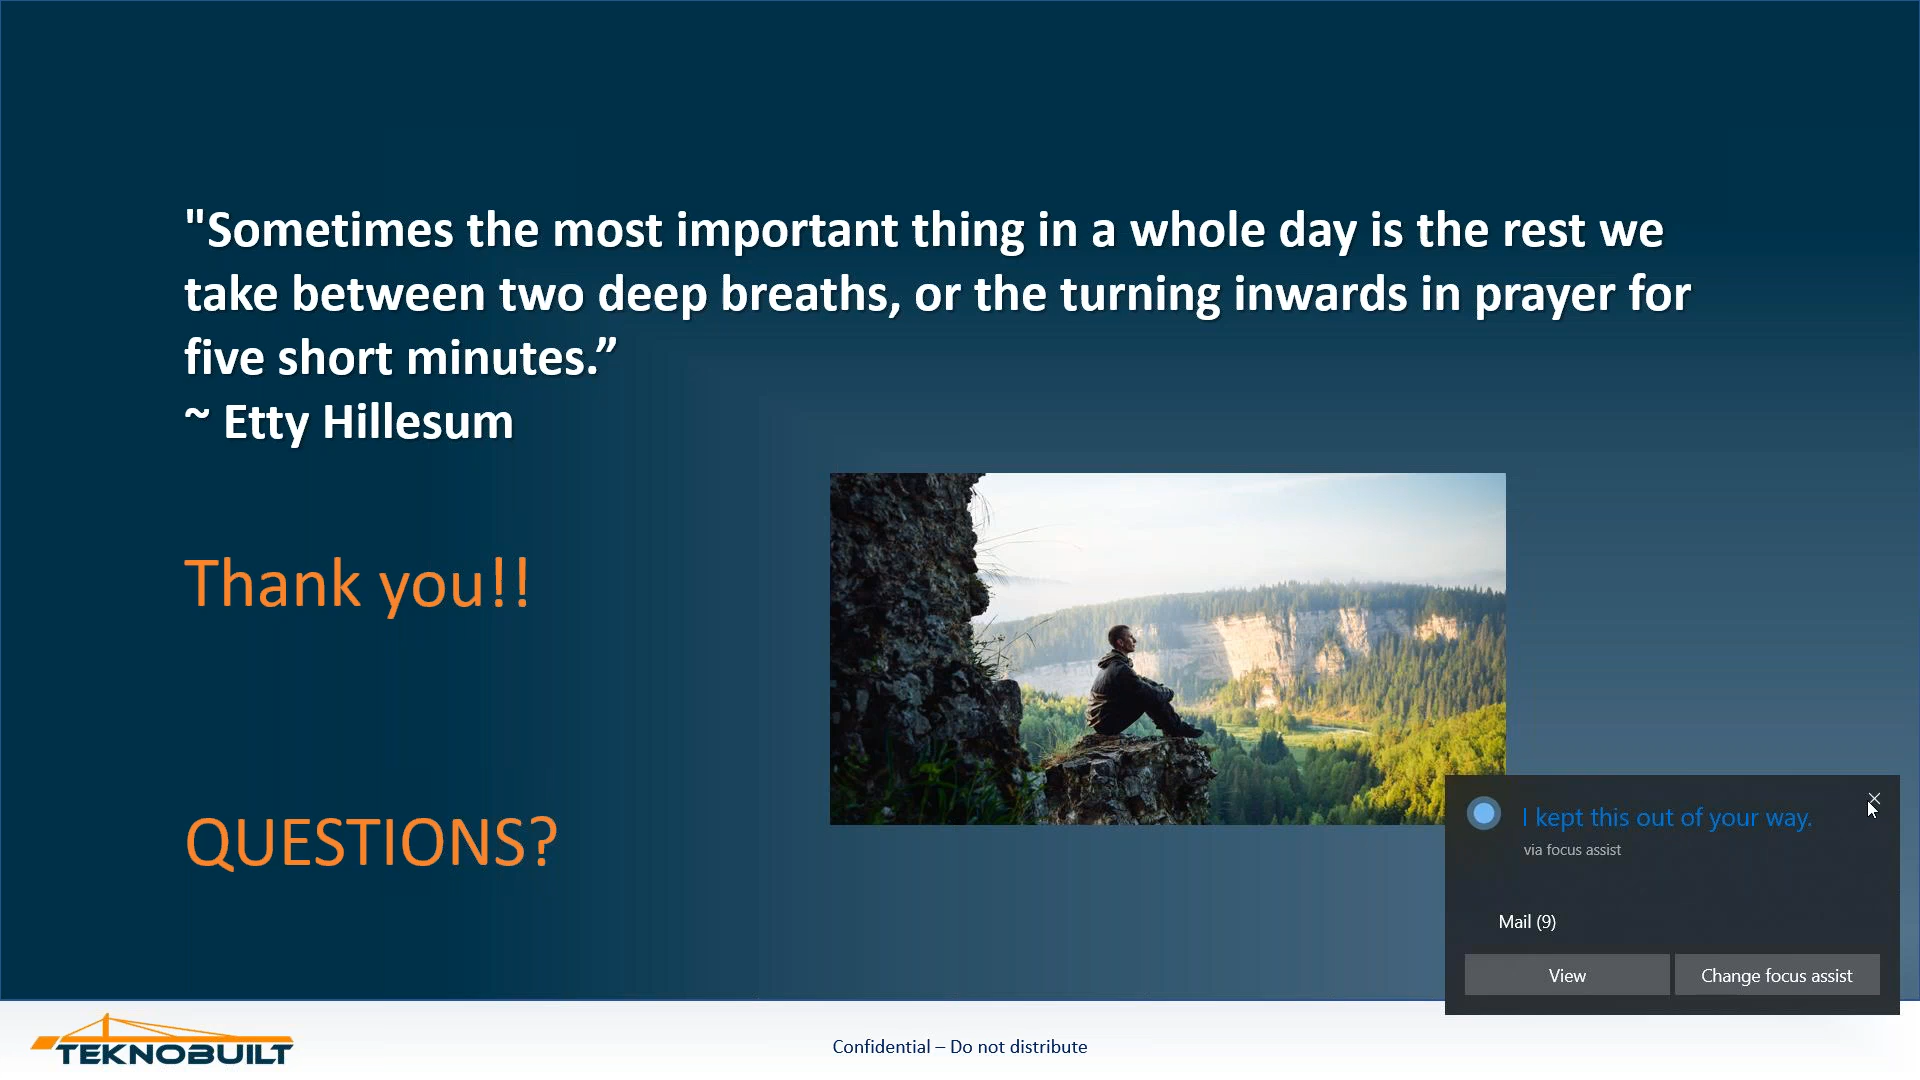 "Sometimes the most important thing in a whole day is the rest we
take between two deep breaths, or the turning inwards in prayer for
five short minutes.”
~ Etty Hillesum
Thank you!!
QUESTIONS?
I kept this out of your way.
via focus assist
Mail (9)
View
Change focus assist
TEKNOBUILT
Confidential – Do not distribute